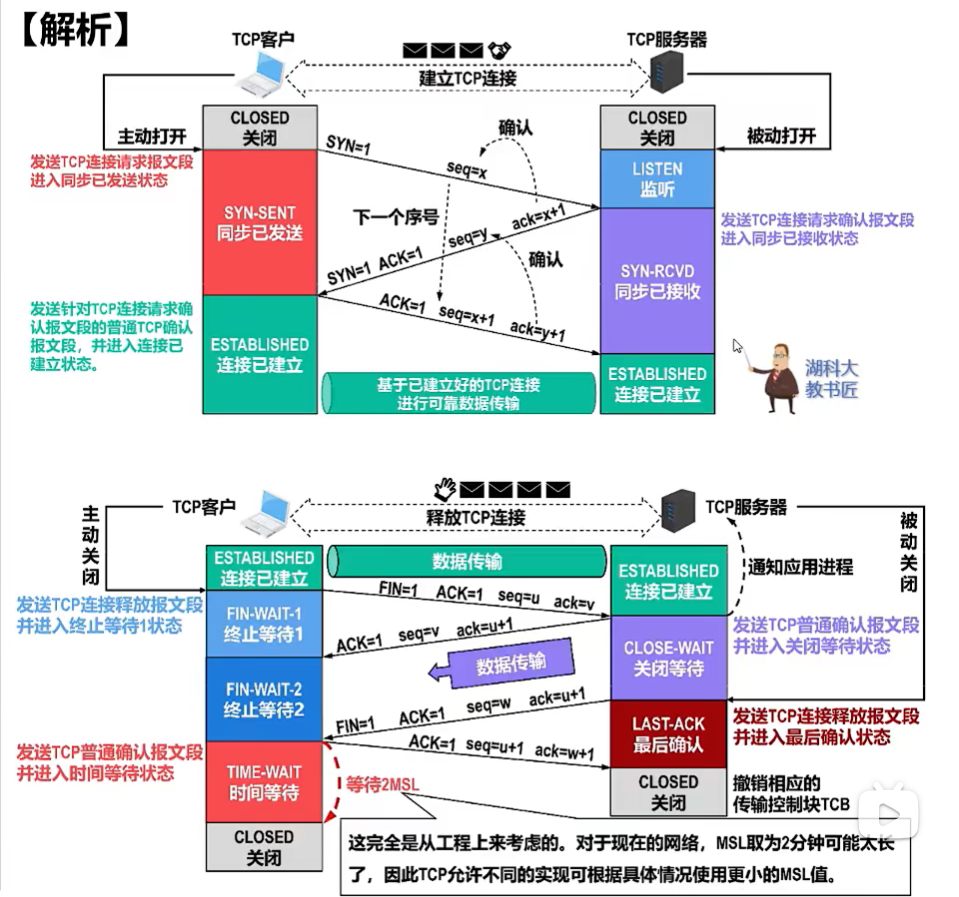 【解析】
TCP客户
TCP服务器
建立TCP连接
主动打开
CLOSED
关闭
CLOSED
关闭
被动打开
发送TCP连接请求报文段
进入同步已发送状态
SYN=1
seq=x
确认
LISTEN
监听
SYN-SENT
同步已发送
下一个序号
SYN=1 ACK=1
seq=y
ack=x+1
确认
发送TCP连接请求确认报文段
进入同步已接收状态
SYN-RCVD
同步已接收
发送针对TCP连接请求确
认报文段的普通TCP确认
报文段，并进入连接已
建立状态。
ESTABLISHED
连接已建立
ACK=1 seq=x+1 ack=y+1
ESTABLISHED
连接已建立
基于已建立好的TCP连接
进行可靠数据传输
湖科大
教书匠
TCP客户
TCP服务器
释放TCP连接
主动关闭
被动关闭
ESTABLISHED
连接已建立
数据传输
ESTABLISHED
连接已建立
通知应用进程
发送TCP连接释放报文段
并进入终止等待1状态
FIN-WAIT-1
终止等待1
FIN=1 ACK=1 seq=u ack=v
ACK=1 seq=v ack=u+1
CLOSE-WAIT
关闭等待
发送TCP普通确认报文段
并进入关闭等待状态
数据传输
FIN-WAIT-2
终止等待2
FIN=1 ACK=1 seq=w ack=u+1
LAST-ACK
最后确认
发送TCP连接释放报文段
并进入最后确认状态
发送TCP普通确认报文段
并进入时间等待状态
TIME-WAIT
时间等待
等待2MSL
ACK=1 seq=u+1 ack=w+1
CLOSED
关闭
撤销相应的
传输控制块TCB
CLOSED
关闭
这完全是从工程上来考虑的。对于现在的网络，MSL取为2分钟可能太长
了，因此TCP允许不同的实现可根据具体情况使用更小的MSL值。